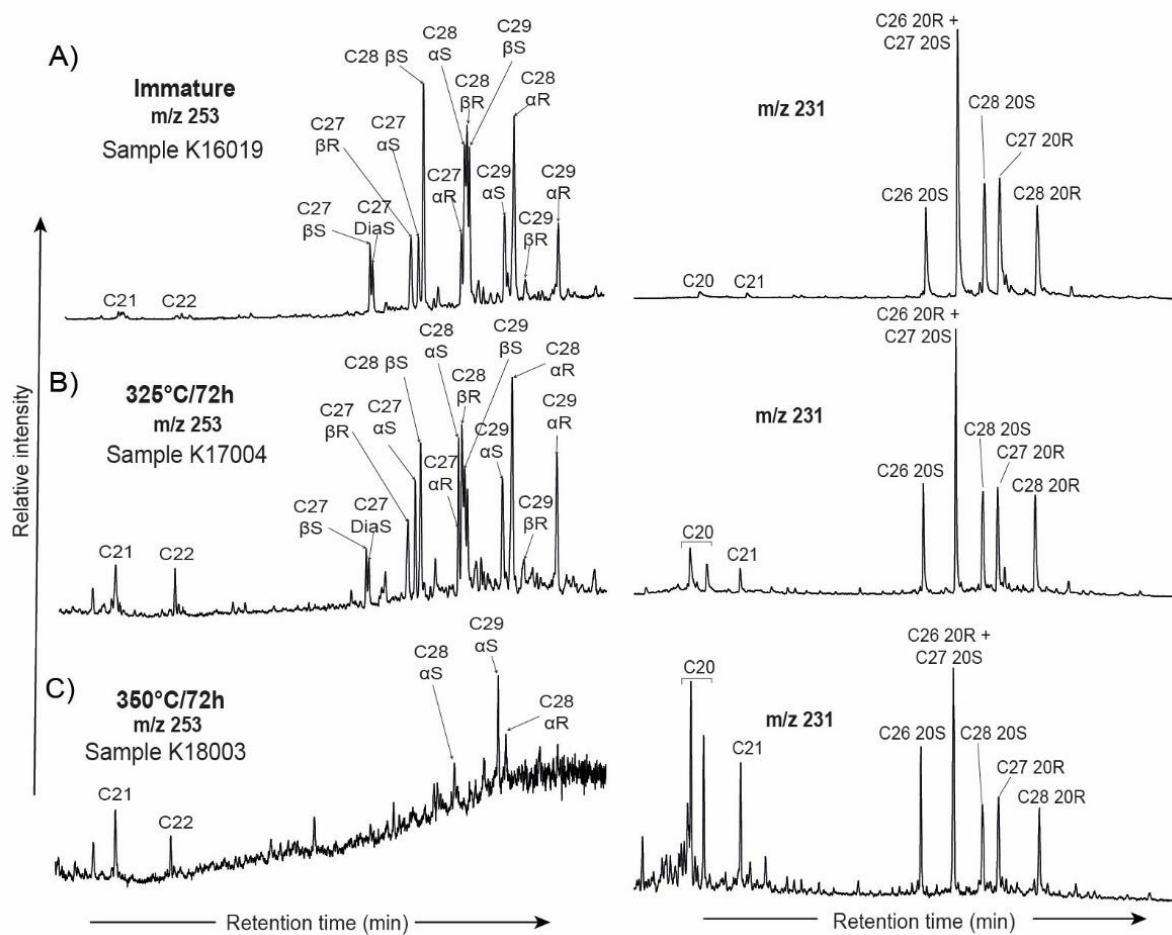 A)
Immature
m/z 253
Sample K16019
C21
C22
C27
βS
C27
DiaS
C27
βR
C27
αS
C28 βS
C28
αS
C27
αR
C28
βR
C29
βS
C29
αS
C28
αR
C29
βR
C29
αR
m/z 231
C20
C21
C26 20S
C26 20R +
C27 20S
C28 20S
C27 20R
C28 20R
B)
325°C/72h
m/z 253
Sample K17004
C21
C22
C27
βS
C27
DiaS
C27
βR
C27
αS
C28 βS
C28
αS
C27
αR
C28
βR
C29
βS
C29
αS
C28
αR
C29
βR
C29
αR
m/z 231
C20
C21
C26 20S
C26 20R +
C27 20S
C28 20S
C27 20R
C28 20R
C)
350°C/72h
m/z 253
Sample K18003
C21
C22
C28
αS
C29
αS
C28
αR
m/z 231
C20
C21
C26 20S
C26 20R +
C27 20S
C28 20S
C27 20R
C28 20R
Relative intensity
Retention time (min)
Retention time (min)